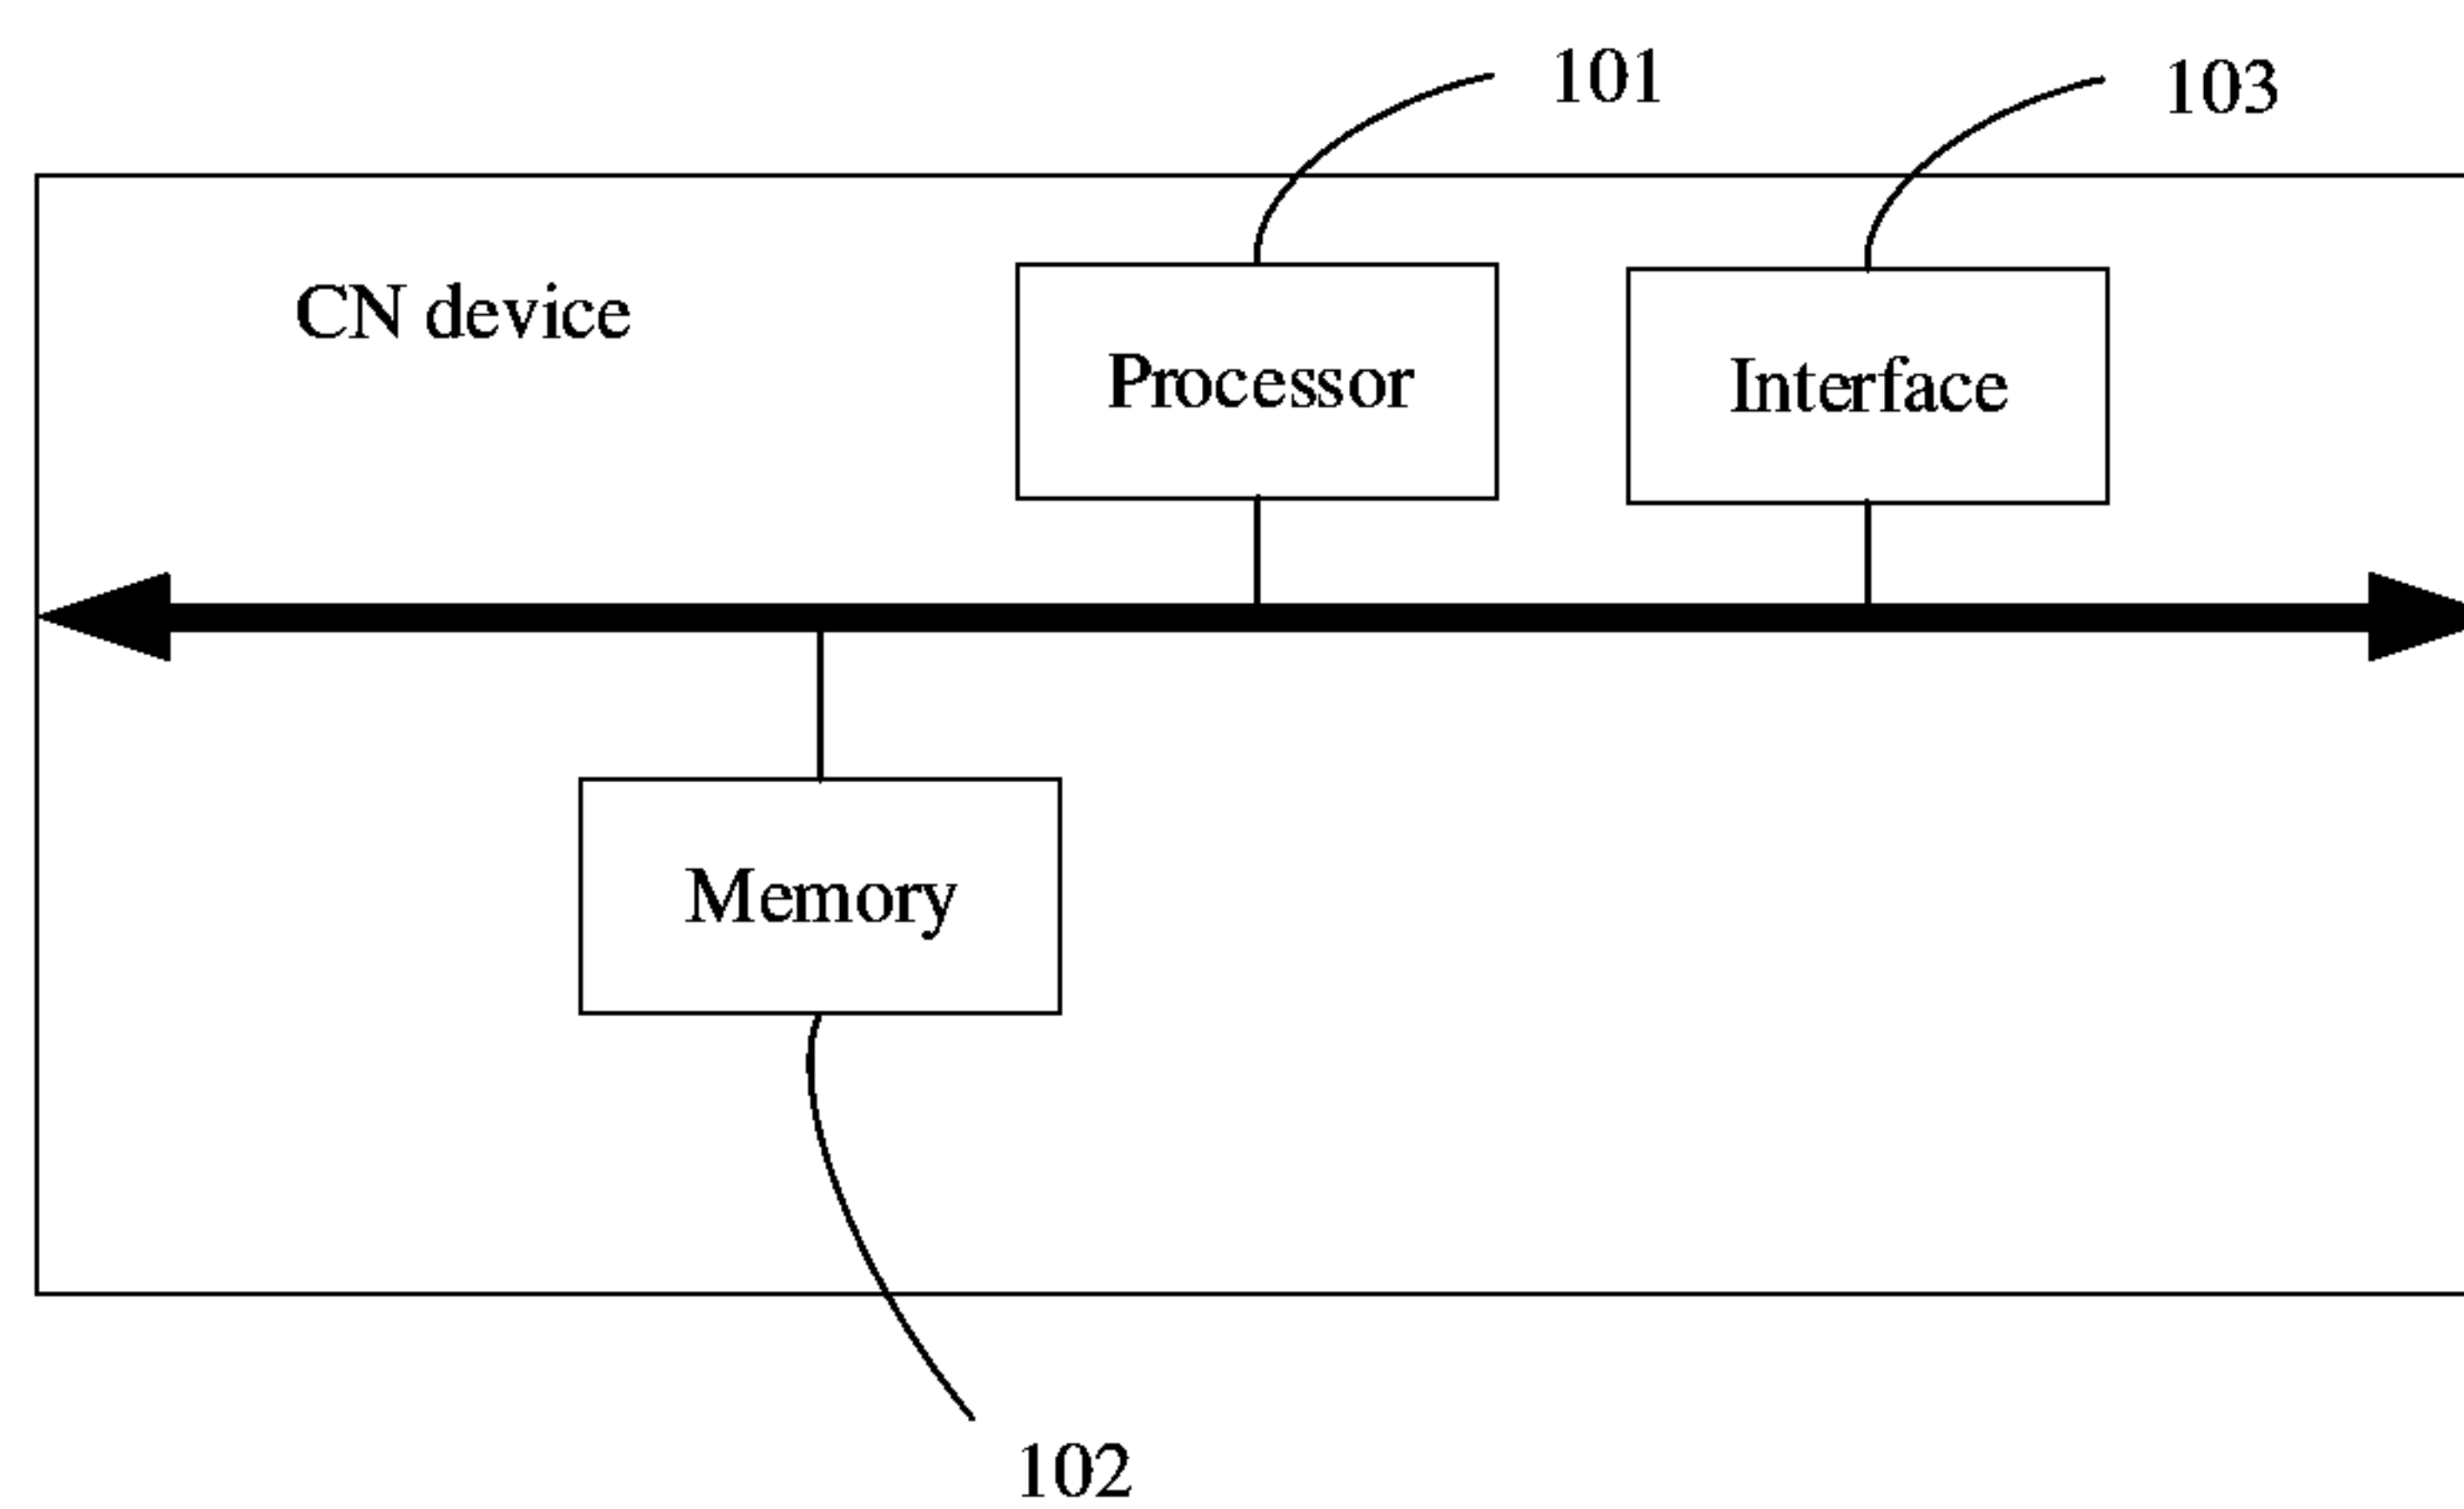 101
103
CN device
Processor
Interface
Memory
102